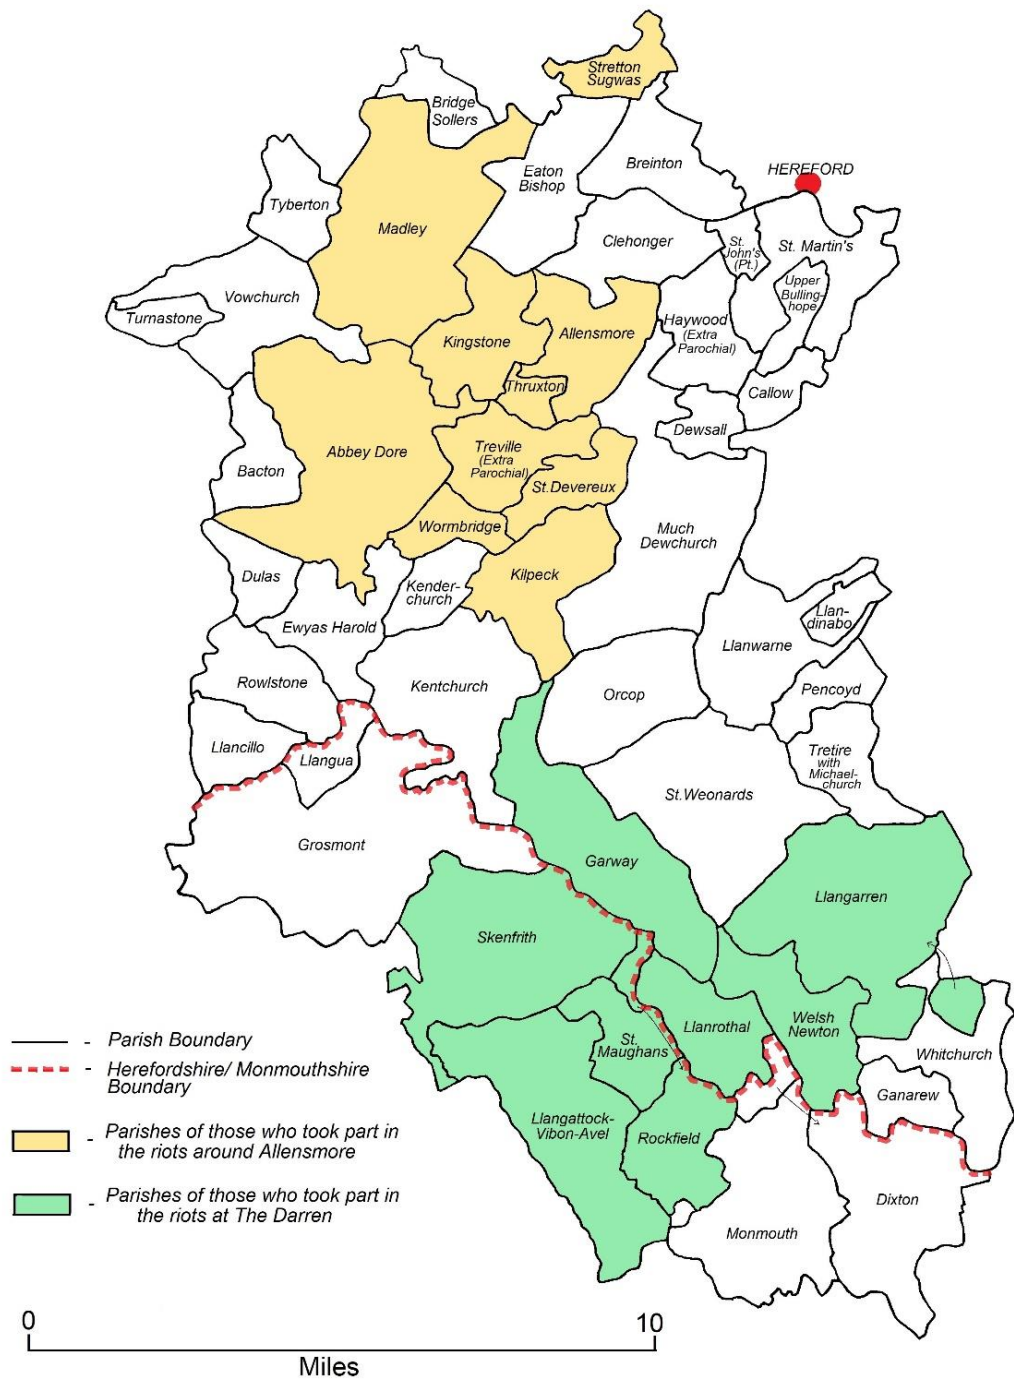 Stretton
Sugwas
Bridge
Sollers
Eaton
Bishop
Breinton
HEREFORD
Tyberton
Madley
Clehonger
St.
John's
(Pt.)
St. Martin's
Vowchurch
Turnastone
Upper
Bulling-
hope
Kingstone
Allensmore
Haywood
(Extra
Parochial)
Thruxton
Callow
Dewsall
Bacton
Abbey Dore
Treville
(Extra
Parochial)
St.Devereux
Wormbridge
Much
Dewchurch
Dulas
Kender-
church
Kilpeck
Ewyas Harold
Llan-
dinabo
Llanwarne
Rowlstone
Kentchurch
Orcop
Pencoyd
Llancillo
Llangua
Tretire
with
Michael-
church
St.Weonards
Grosmont
Garway
Llangarren
Skenfrith
Llanrothal
Welsh
Newton
St.
Maughans
Whitchurch
Ganarew
Llangattock-
Vibon-Avel
Rockfield
Dixton
Monmouth
- Parish Boundary
- Herefordshire/ Monmouthshire
Boundary
- Parishes of those who took part in
the riots around Allensmore
- Parishes of those who took part in
the riots at The Darren
0 10
Miles